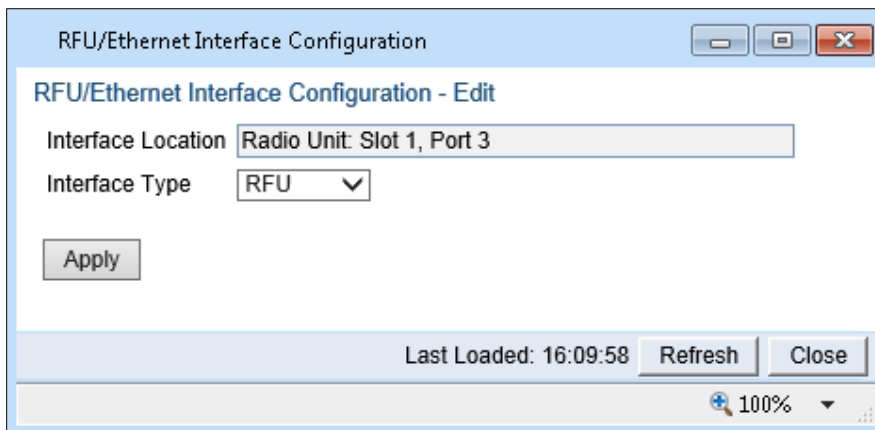 RFU/Ethernet Interface Configuration
RFU/Ethernet Interface Configuration - Edit
Interface Location Radio Unit: Slot 1, Port 3
Interface Type RFU
Apply
Last Loaded: 16:09:58 Refresh Close
100%